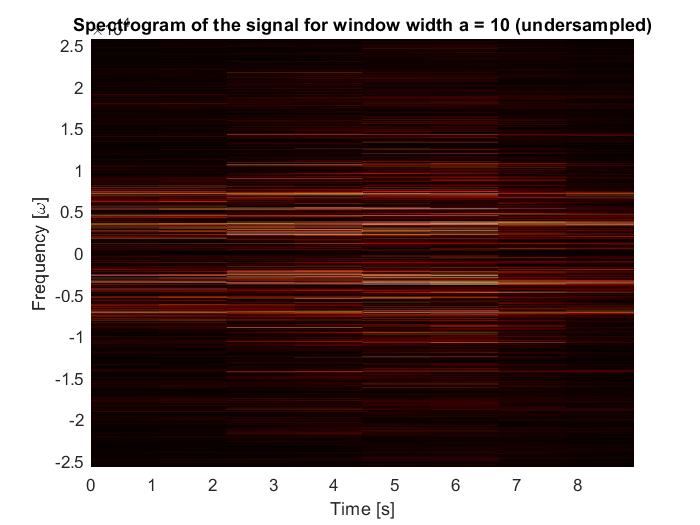 Spectrogram of the signal for window width a = 10 (undersampled)
2.5
2
1.5
1
0.5
0
-0.5
-1
-1.5
-2
-2.5
Frequency [ω]
0 1 2 3 4 5 6 7 8
Time [s]